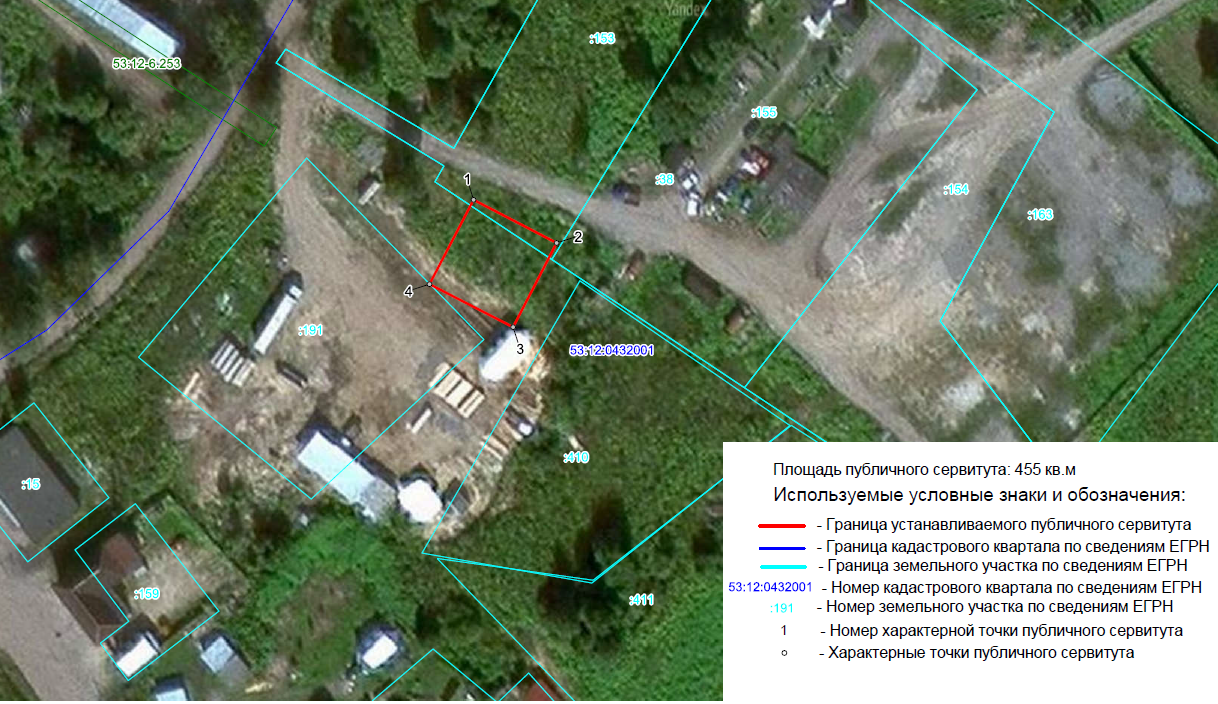 Yandex
:153
53:12-6.253
:155
1
:38
:154
:163
2
4
:191
3
53:12:0432001
:410
:15
:159
:411
Площадь публичного сервитута: 455 кв.м
Используемые условные знаки и обозначения:
- Граница устанавливаемого публичного сервитута
- Граница кадастрового квартала по сведениям ЕГРН
- Граница земельного участка по сведениям ЕГРН
53:12:0432001 - Номер кадастрового квартала по сведениям ЕГРН
:191 - Номер земельного участка по сведениям ЕГРН
1 - Номер характерной точки публичного сервитута
- Характерные точки публичного сервитута